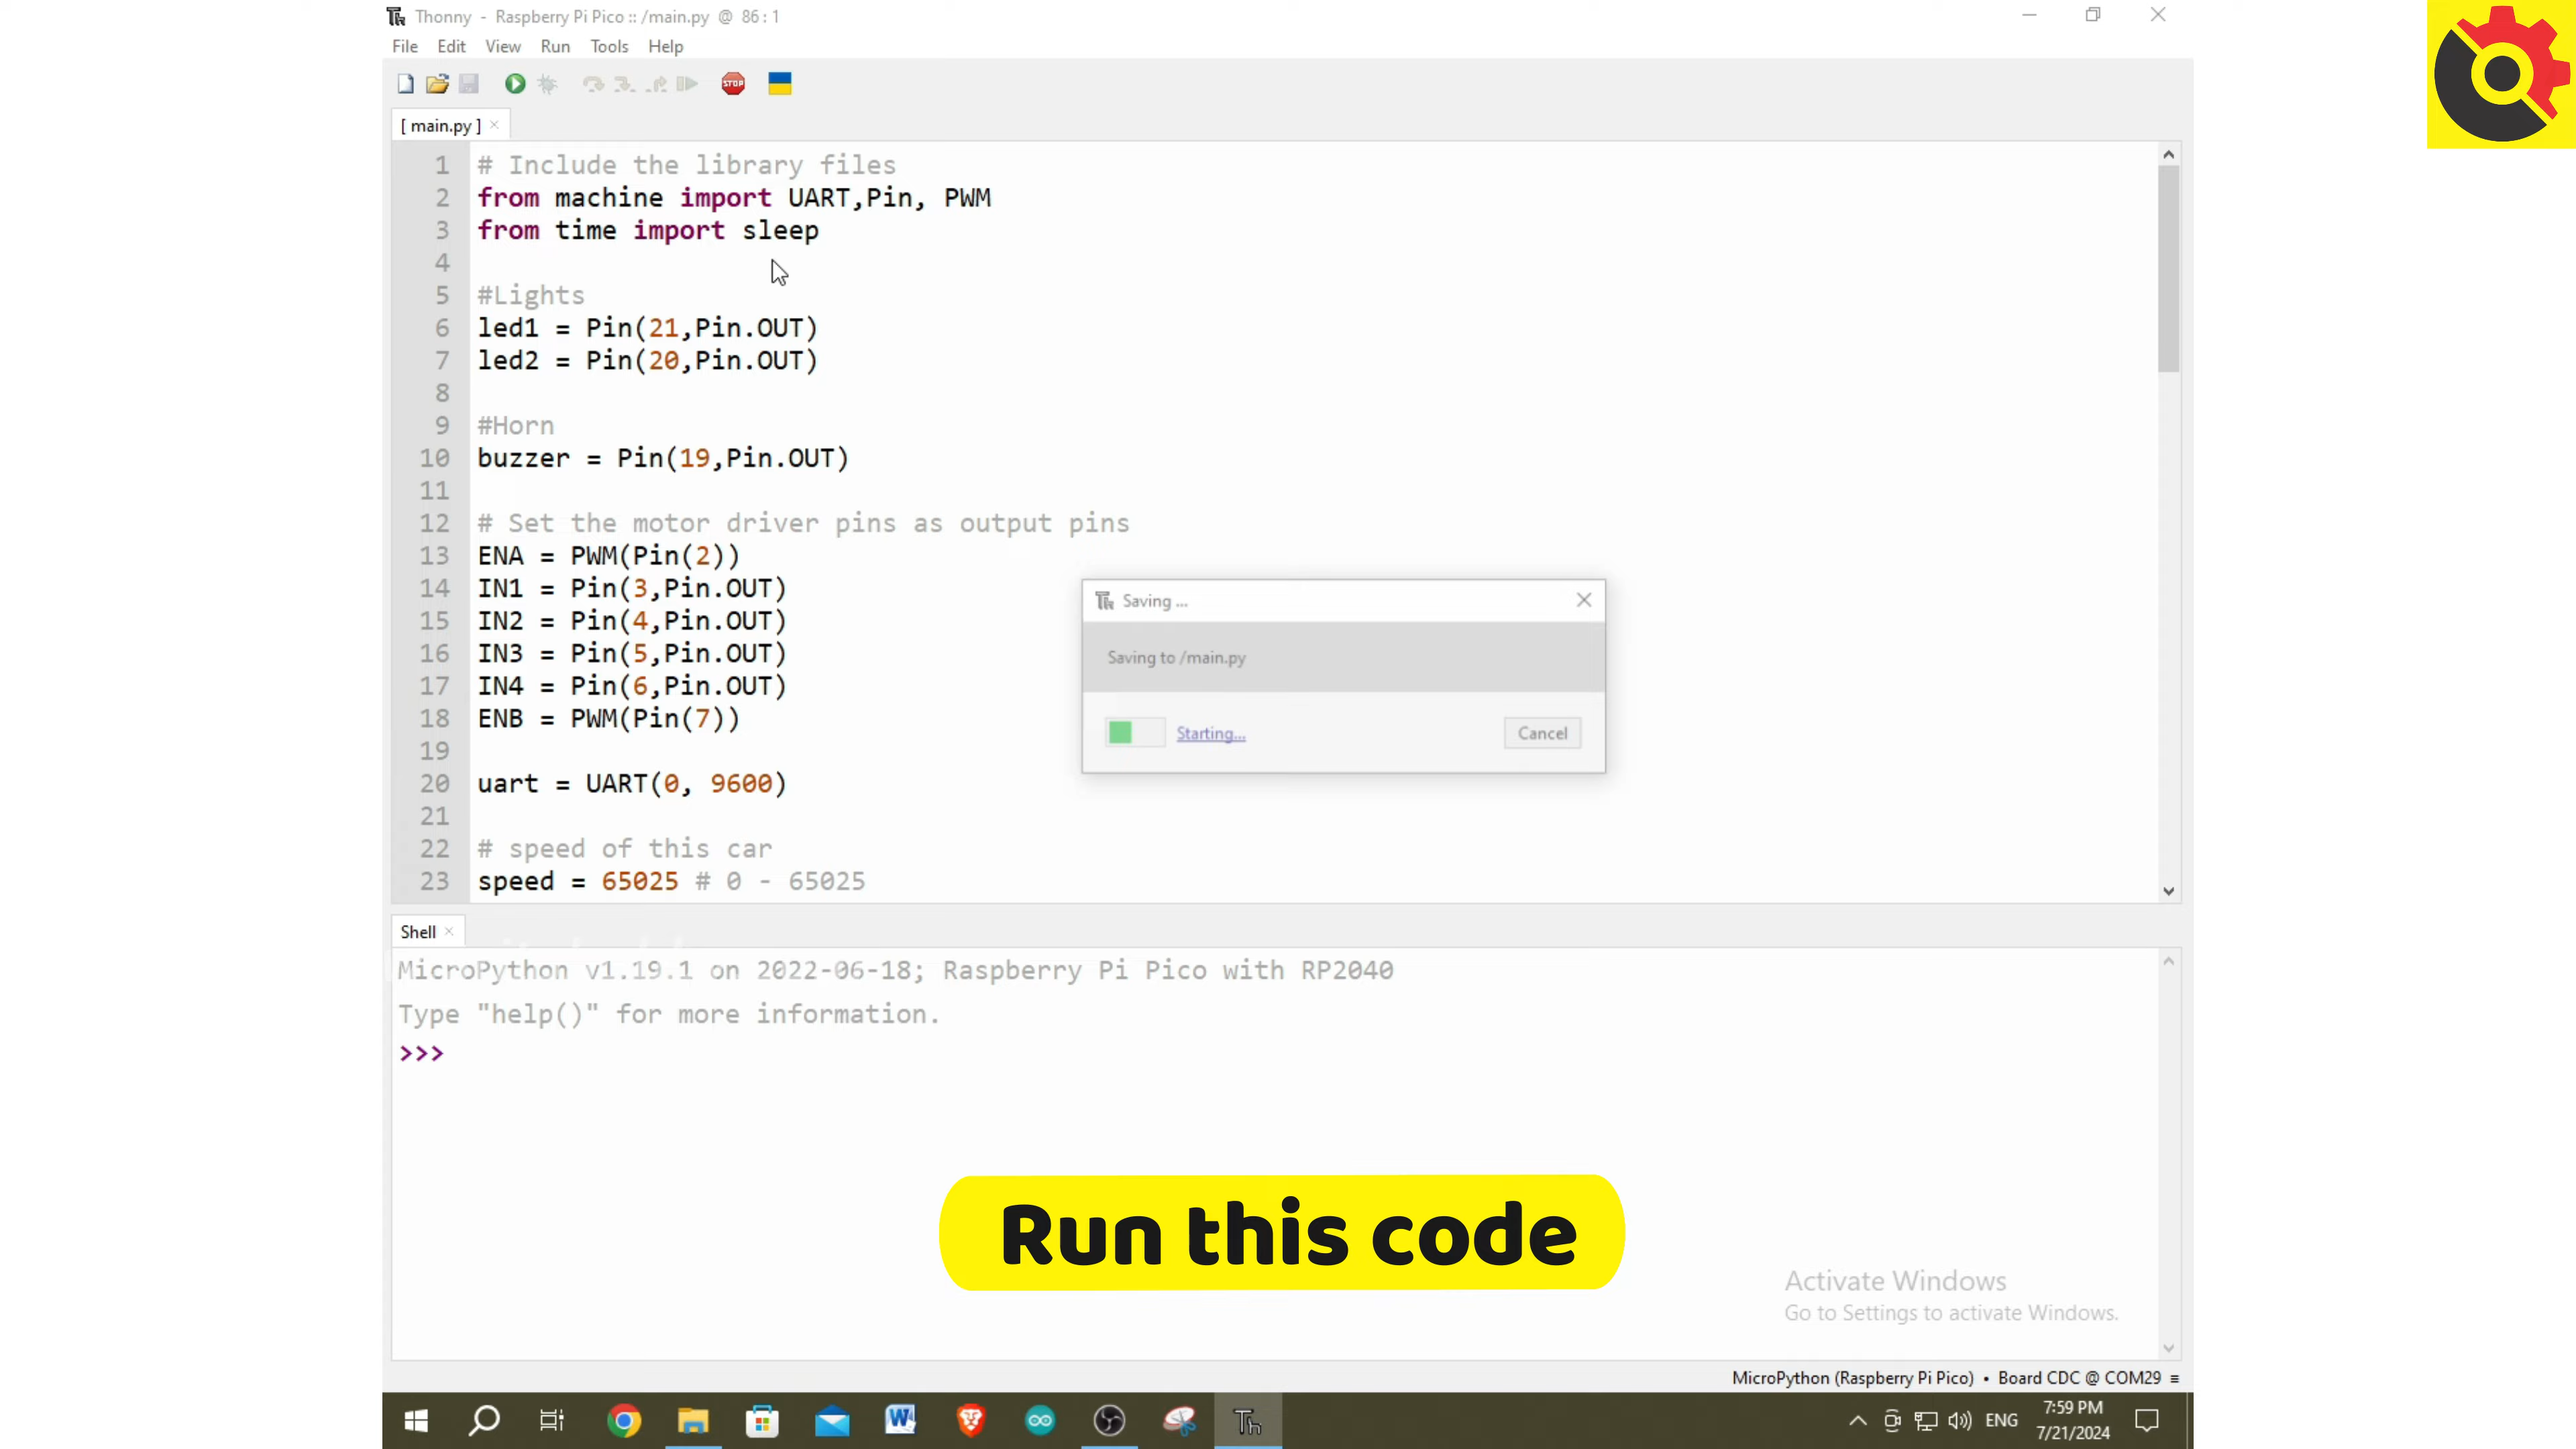 Thonny - Raspberry Pi Pico :: /main.py @ 86 : 1
File Edit View Run Tools Help
STOP
[ main.py ] ×
1 # Include the library files
2 from machine import UART,Pin, PWM
3 from time import sleep
4
5 #Lights
6 led1 = Pin(21,Pin.OUT)
7 led2 = Pin(20,Pin.OUT)
8
9 #Horn
10 buzzer = Pin(19,Pin.OUT)
11
12 # Set the motor driver pins as output pins
13 ENA = PWM(Pin(2))
14 IN1 = Pin(3,Pin.OUT)
15 IN2 = Pin(4,Pin.OUT)
16 IN3 = Pin(5,Pin.OUT)
17 IN4 = Pin(6,Pin.OUT)
18 ENB = PWM(Pin(7))
19
20 uart = UART(0, 9600)
21
22 # speed of this car
23 speed = 65025 # 0 - 65025
Saving ...
Saving to /main.py
Starting... Cancel
Shell ×
MicroPython v1.19.1 on 2022-06-18; Raspberry Pi Pico with RP2040
Type "help()" for more information.
>>>
Run this code
Activate Windows
Go to Settings to activate Windows.
MicroPython (Raspberry Pi Pico) • Board CDC @ COM29 ≡
ENG
7:59 PM
7/21/2024